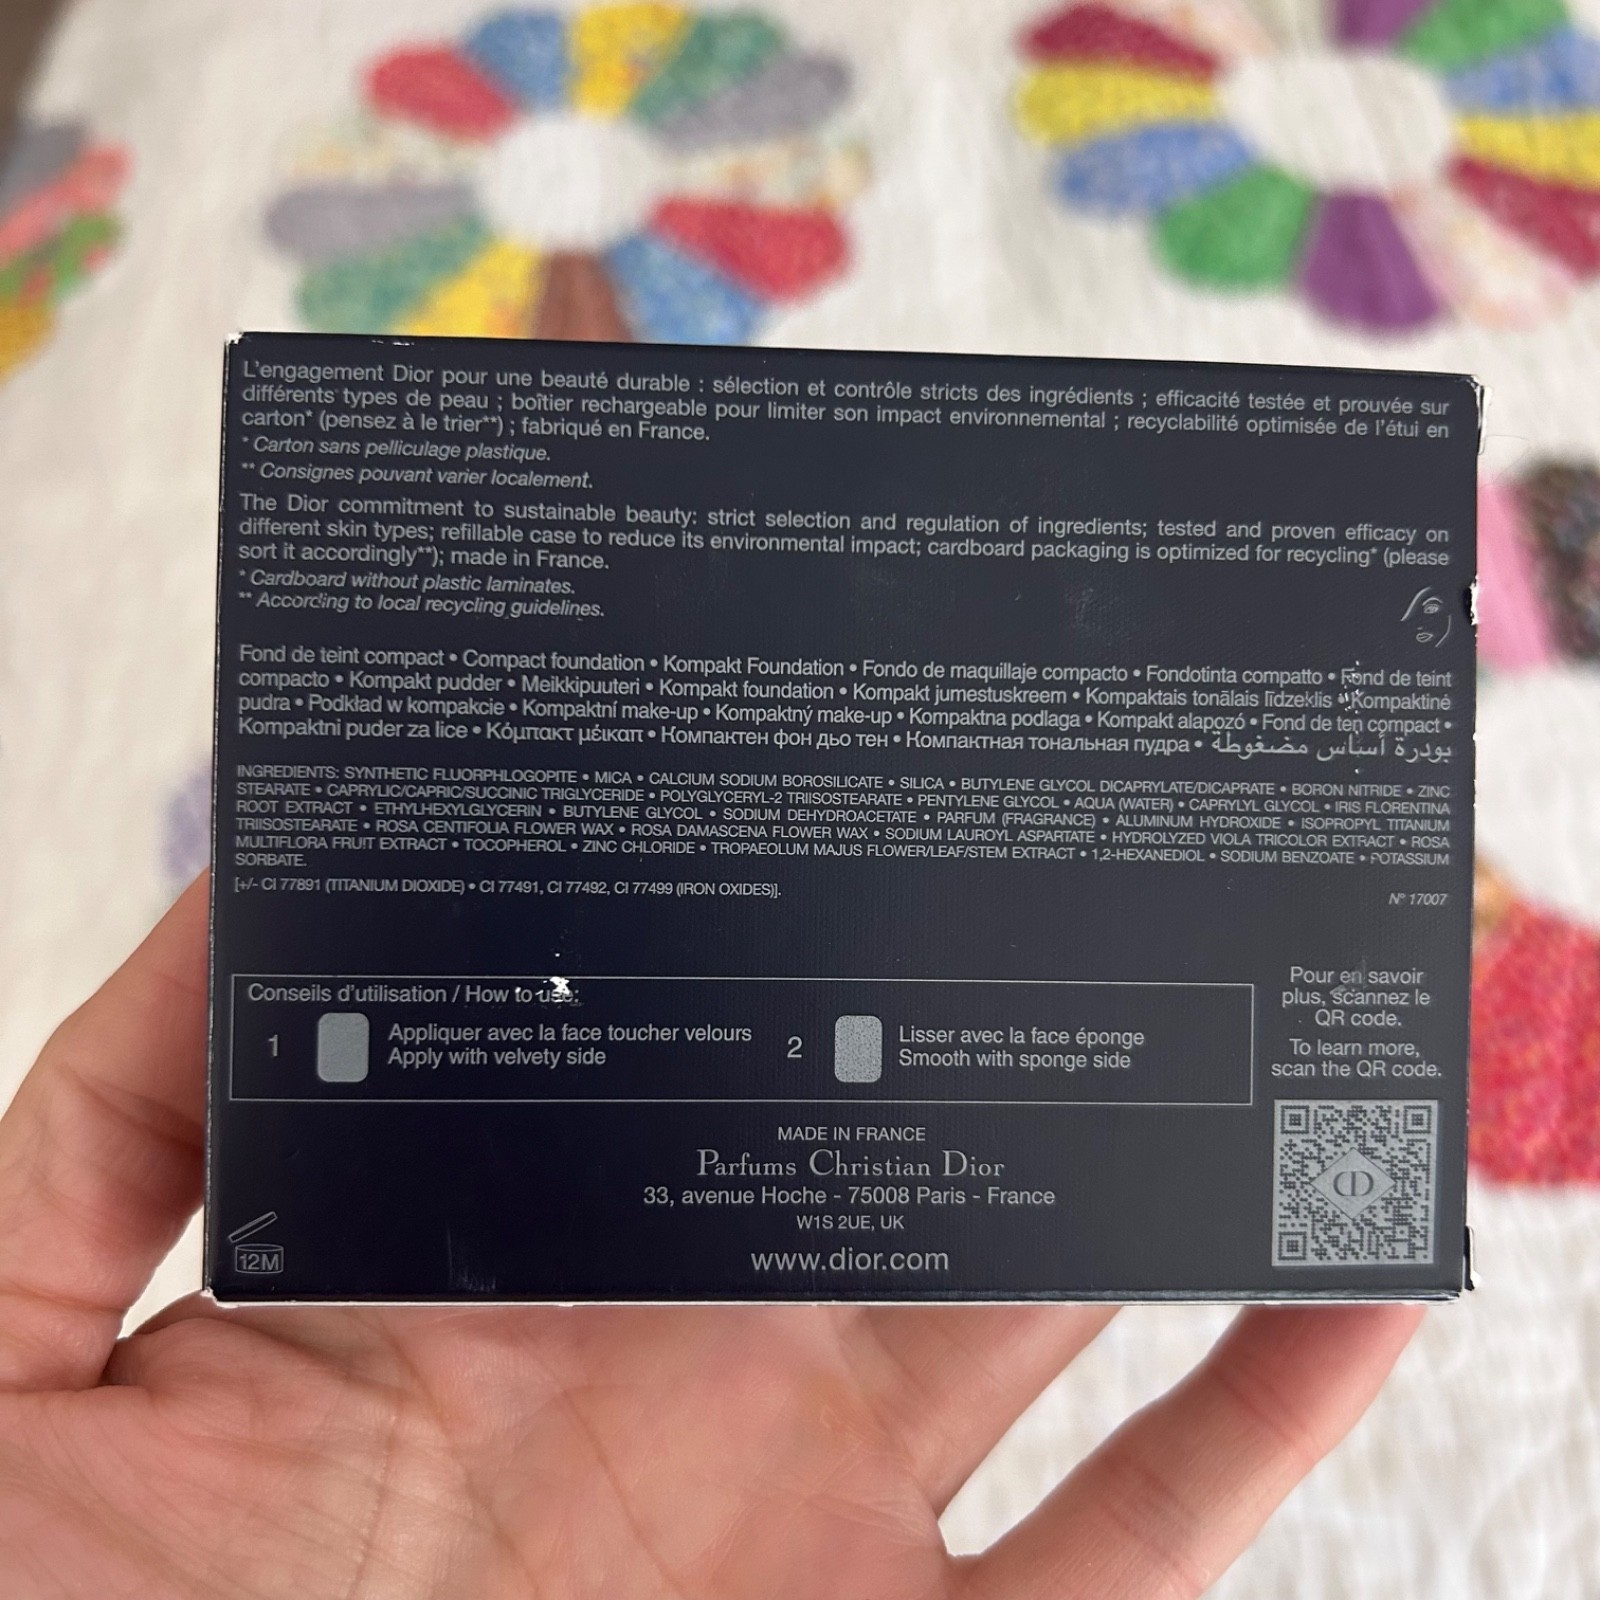 L'engagement Dior pour une beauté durable : sélection et contrôle stricts des ingrédients ; efficacité testée et prouvée sur
différents types de peau ; boîtier rechargeable pour limiter son impact environnemental ; recyclabilité optimisée de l'étui en
carton* (pensez à le trier**) ; fabriqué en France.
* Carton sans pelliculage plastique.
** Consignes pouvant varier localement.
The Dior commitment to sustainable beauty: strict selection and regulation of ingredients; tested and proven efficacy on
different skin types; refillable case to reduce its environmental impact; cardboard packaging is optimized for recycling* (please
sort it accordingly**); made in France.
* Cardboard without plastic laminates.
** According to local recycling guidelines.
Fond de teint compact • Compact foundation • Kompakt Foundation • Fondo de maquillaje compacto • Fondotinta compatto • Fond de teint
compacto • Kompakt pudder • Meikkipuuteri • Kompakt foundation • Kompakt jumestuskreem • Kompaktais tonālais līdzeklis • Kompaktinė
pudra • Podkład w kompakcie • Kompaktní make-up • Kompaktný make-up • Kompaktna podlaga • Kompakt alapozó • Fond de ten compact •
Kompaktni puder za lice • Κόμπακτ μέικαπ • Компактен фон дьо тен • Компактная тональная пудра • بودرة أساس مضغوطة
INGREDIENTS: SYNTHETIC FLUORPHLOGOPITE • MICA • CALCIUM SODIUM BOROSILICATE • SILICA • BUTYLENE GLYCOL DICAPRYLATE/DICAPRATE • BORON NITRIDE • ZINC
STEARATE • CAPRYLIC/CAPRIC/SUCCINIC TRIGLYCERIDE • POLYGLYCERYL-2 TRIISOSTEARATE • PENTYLENE GLYCOL • AQUA (WATER) • CAPRYLYL GLYCOL • IRIS FLORENTINA
ROOT EXTRACT • ETHYLHEXYLGLYCERIN • BUTYLENE GLYCOL • SODIUM DEHYDROACETATE • PARFUM (FRAGRANCE) • ALUMINUM HYDROXIDE • ISOPROPYL TITANIUM
TRIISOSTEARATE • ROSA CENTIFOLIA FLOWER WAX • ROSA DAMASCENA FLOWER WAX • SODIUM LAUROYL ASPARTATE • HYDROLYZED VIOLA TRICOLOR EXTRACT • ROSA
MULTIFLORA FRUIT EXTRACT • TOCOPHEROL • ZINC CHLORIDE • TROPAEOLUM MAJUS FLOWER/LEAF/STEM EXTRACT • 1,2-HEXANEDIOL • SODIUM BENZOATE • POTASSIUM
SORBATE.
[+/- CI 77891 (TITANIUM DIOXIDE) • CI 77491, CI 77492, CI 77499 (IRON OXIDES)].
N° 17007
Conseils d'utilisation / How to use:
1
Appliquer avec la face toucher velours
Apply with velvety side
2
Lisser avec la face éponge
Smooth with sponge side
Pour en savoir
plus, scannez le
QR code.
To learn more,
scan the QR code.
MADE IN FRANCE
Parfums Christian Dior
33, avenue Hoche - 75008 Paris - France
W1S 2UE, UK
www.dior.com
12M
CD